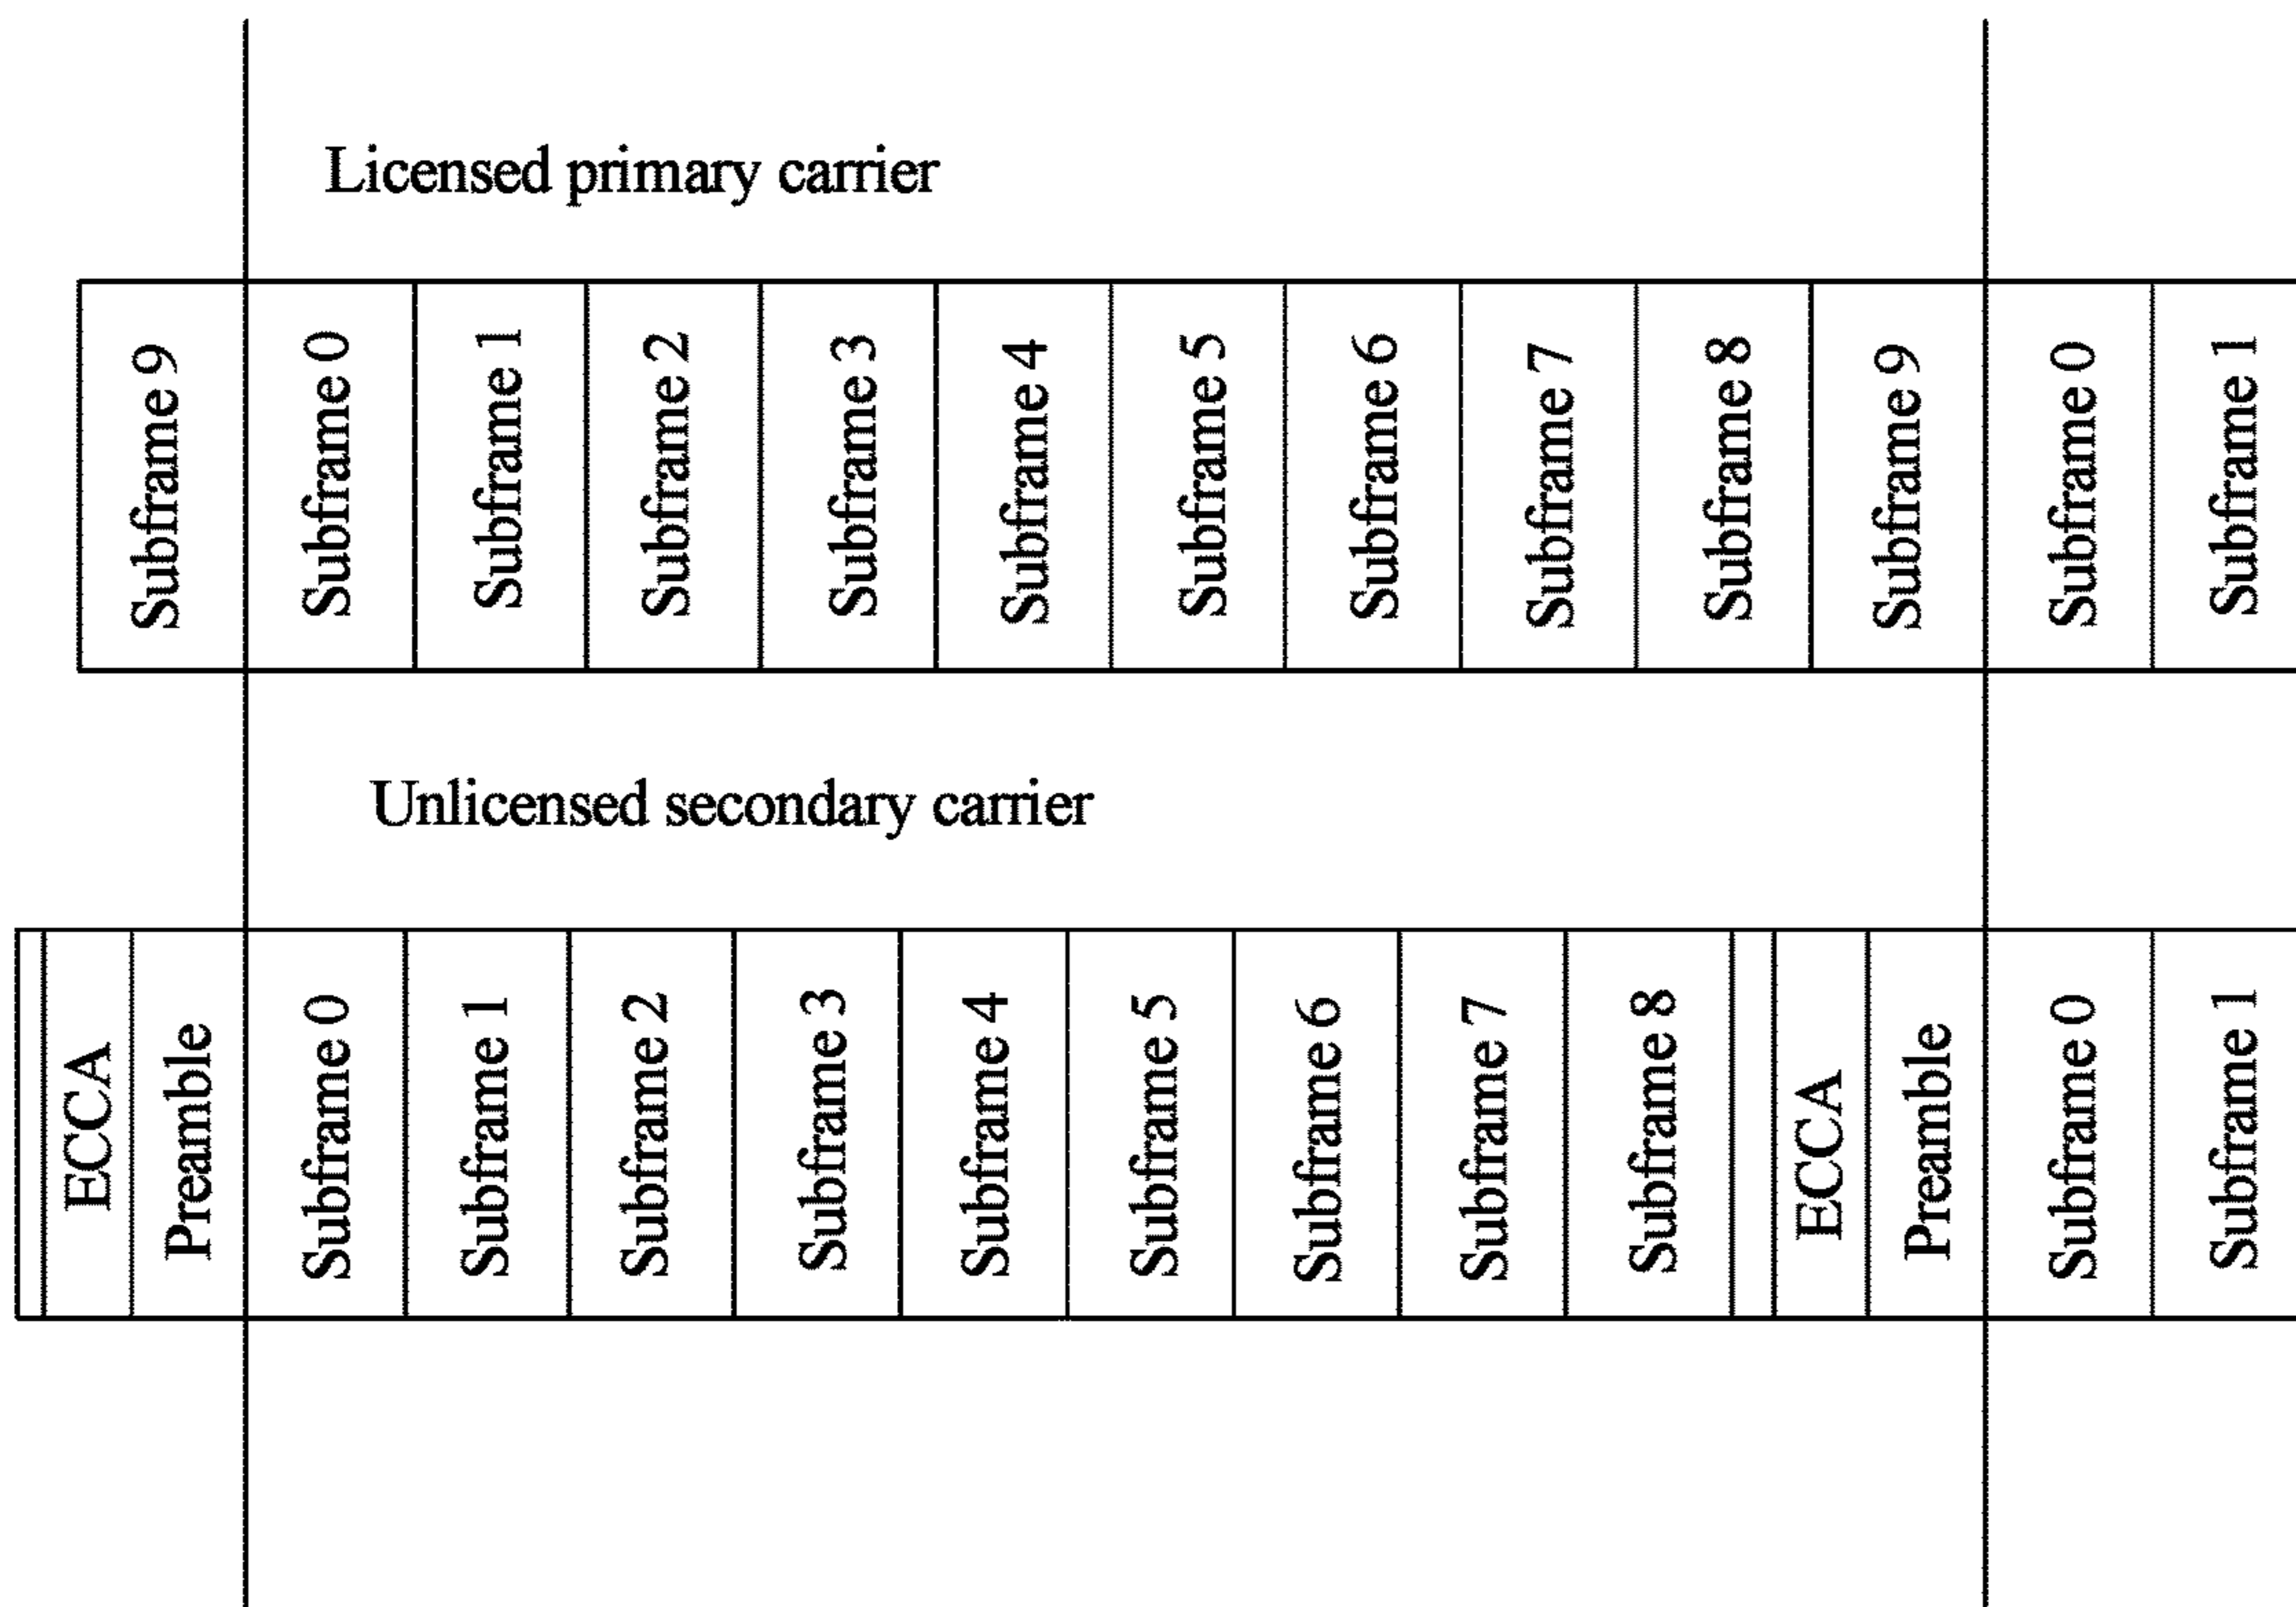 Licensed primary carrier
Subframe 9
Subframe 0
Subframe 1
Subframe 2
Subframe 3
Subframe 4
Subframe 5
Subframe 6
Subframe 7
Subframe 8
Subframe 9
Subframe 0
Subframe 1
Unlicensed secondary carrier
ECCA
Preamble
Subframe 0
Subframe 1
Subframe 2
Subframe 3
Subframe 4
Subframe 5
Subframe 6
Subframe 7
Subframe 8
ECCA
Preamble
Subframe 0
Subframe 1